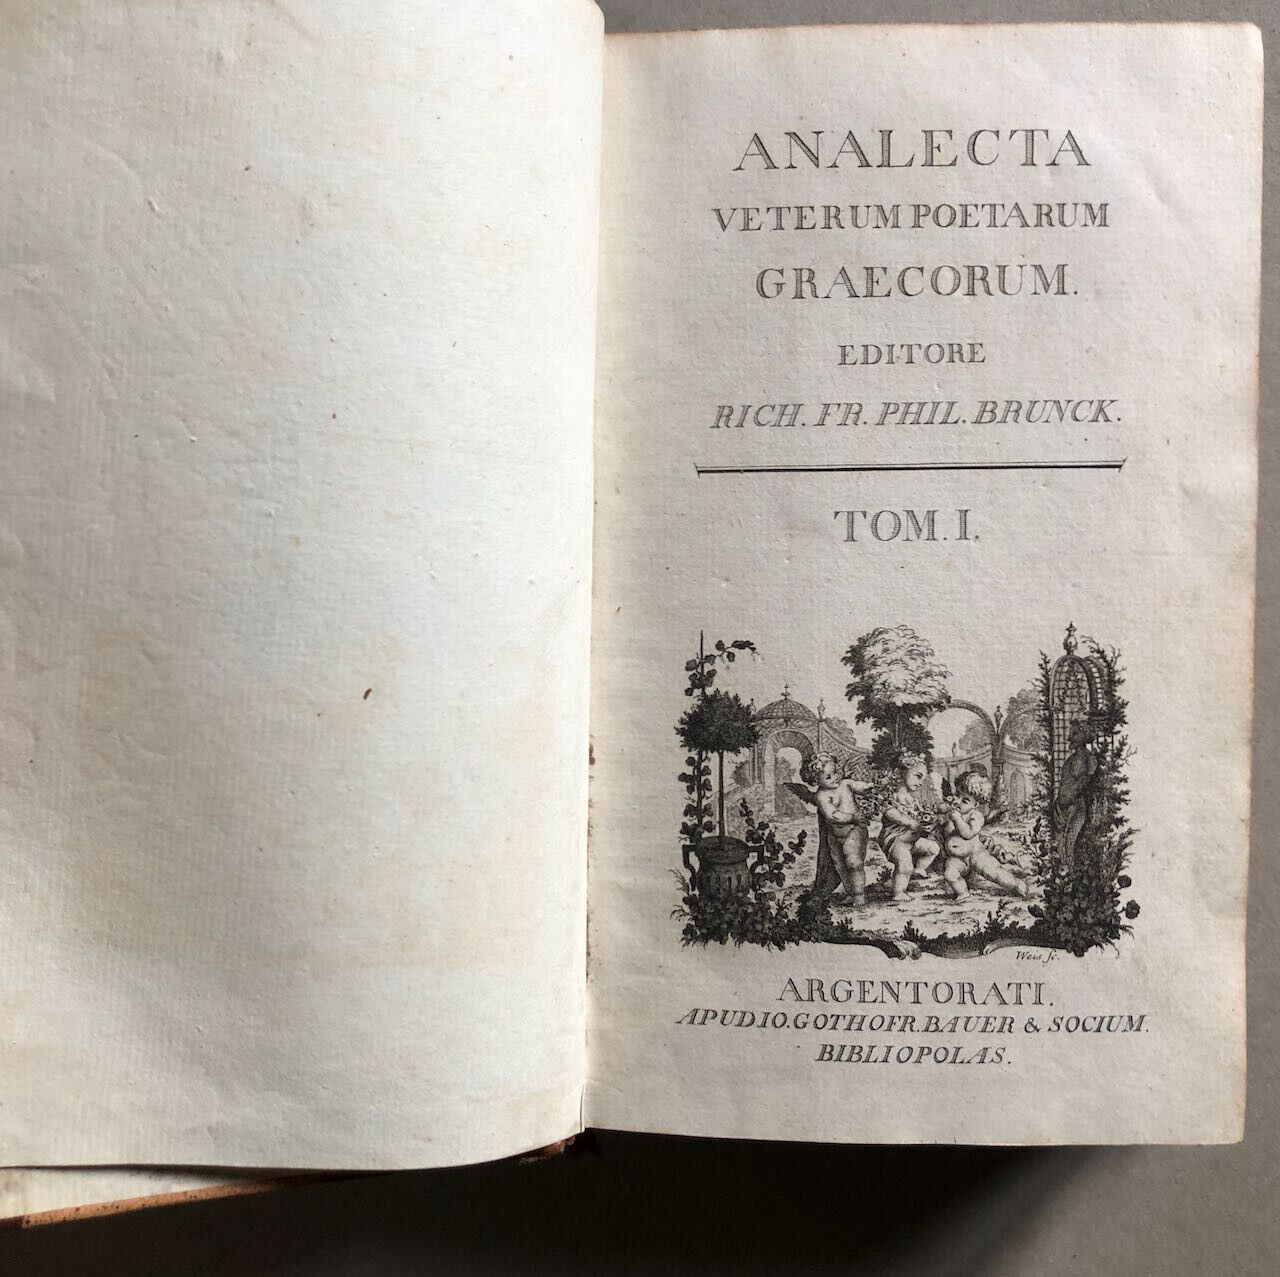 ANALECTA
VETERUM POETARUM
GRAECORUM.
EDITORE
RICH. FR. PHIL. BRUNCK.
TOM. I.
Weis. sc.
ARGENTORATI.
APUD IO. GOTHOFR. BAUER & SOCIUM.
BIBLIOPOLAS.